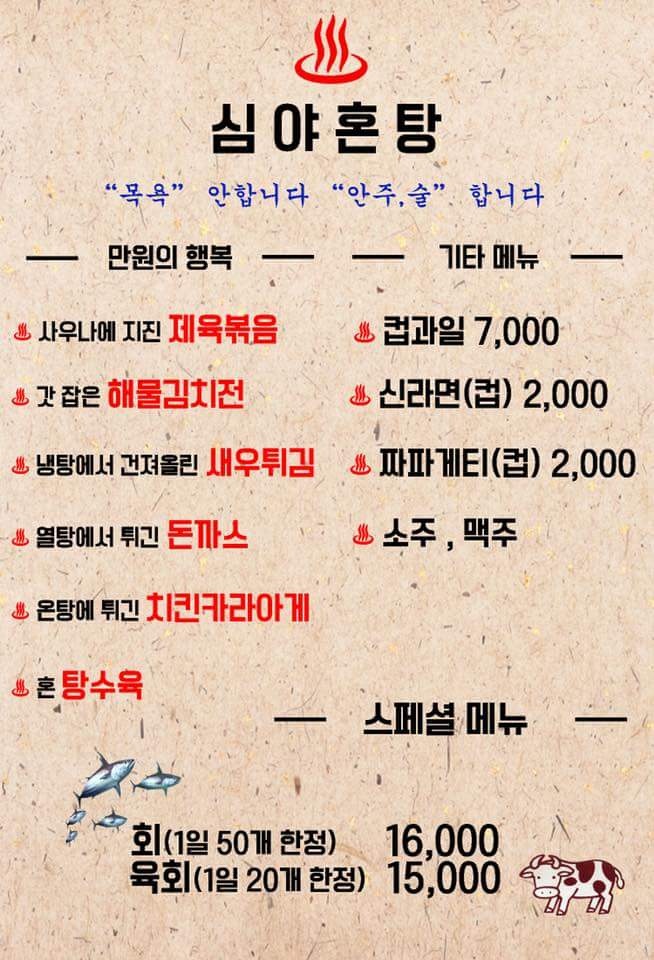 심야혼탕
“목욕” 안합니다 “안주,술” 합니다
만원의 행복
사우나에 지진 제육볶음
갓 잡은 해물김치전
냉탕에서 건져올린 새우튀김
열탕에서 튀긴 돈까스
온탕에 튀긴 치킨카라아게
혼 탕수육
기타 메뉴
컵과일 7,000
신라면(컵) 2,000
짜파게티(컵) 2,000
소주 , 맥주
스페셜 메뉴
회(1일 50개 한정) 16,000
육회(1일 20개 한정) 15,000